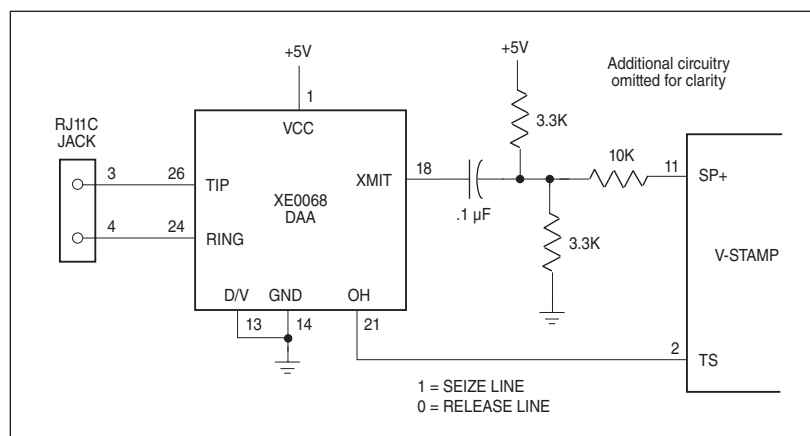 +5V
+5V
Additional circuitry
omitted for clarity
1
RJ11C
JACK
VCC
3.3K
10K
3
26
TIP
XMIT
18
11
SP+
XE0068
DAA
.1 µF
4
24
RING
3.3K
V-STAMP
D/V
GND
OH
13
14
21
2
TS
1 = SEIZE LINE
0 = RELEASE LINE